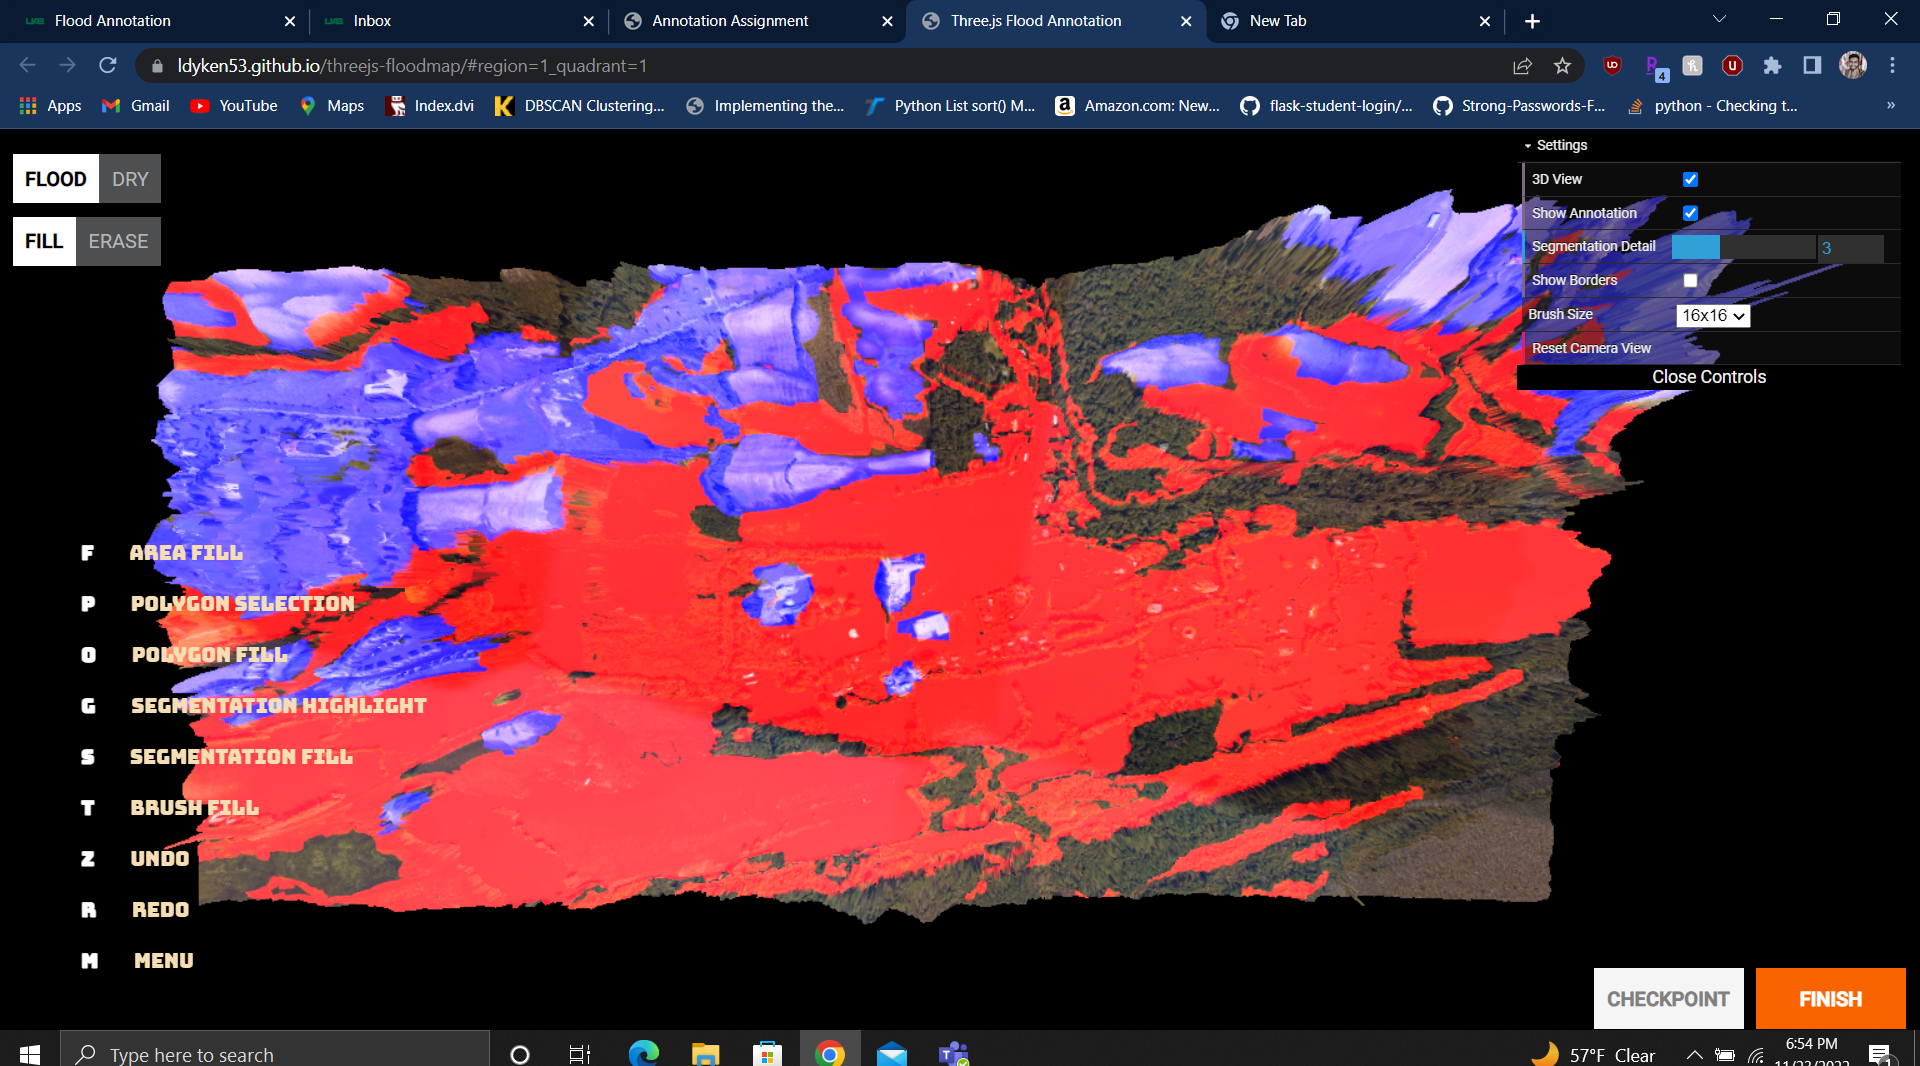 Flood Annotation
Inbox
Annotation Assignment
Three.js Flood Annotation
New Tab
ldyken53.github.io/threejs-floodmap/#region=1_quadrant=1
4
Apps
Gmail
YouTube
Maps
Index.dvi
DBSCAN Clustering...
Implementing the...
Python List sort() M...
Amazon.com: New...
flask-student-login/...
Strong-Passwords-F...
python - Checking t...
»
FLOOD DRY
FILL ERASE
Settings
3D View
Show Annotation
Segmentation Detail 3
Show Borders
Brush Size 16x16
Reset Camera View
Close Controls
F AREA FILL
P POLYGON SELECTION
O POLYGON FILL
G SEGMENTATION HIGHLIGHT
S SEGMENTATION FILL
T BRUSH FILL
Z UNDO
R REDO
M MENU
CHECKPOINT
FINISH
Type here to search
57°F Clear
6:54 PM
11/23/2022